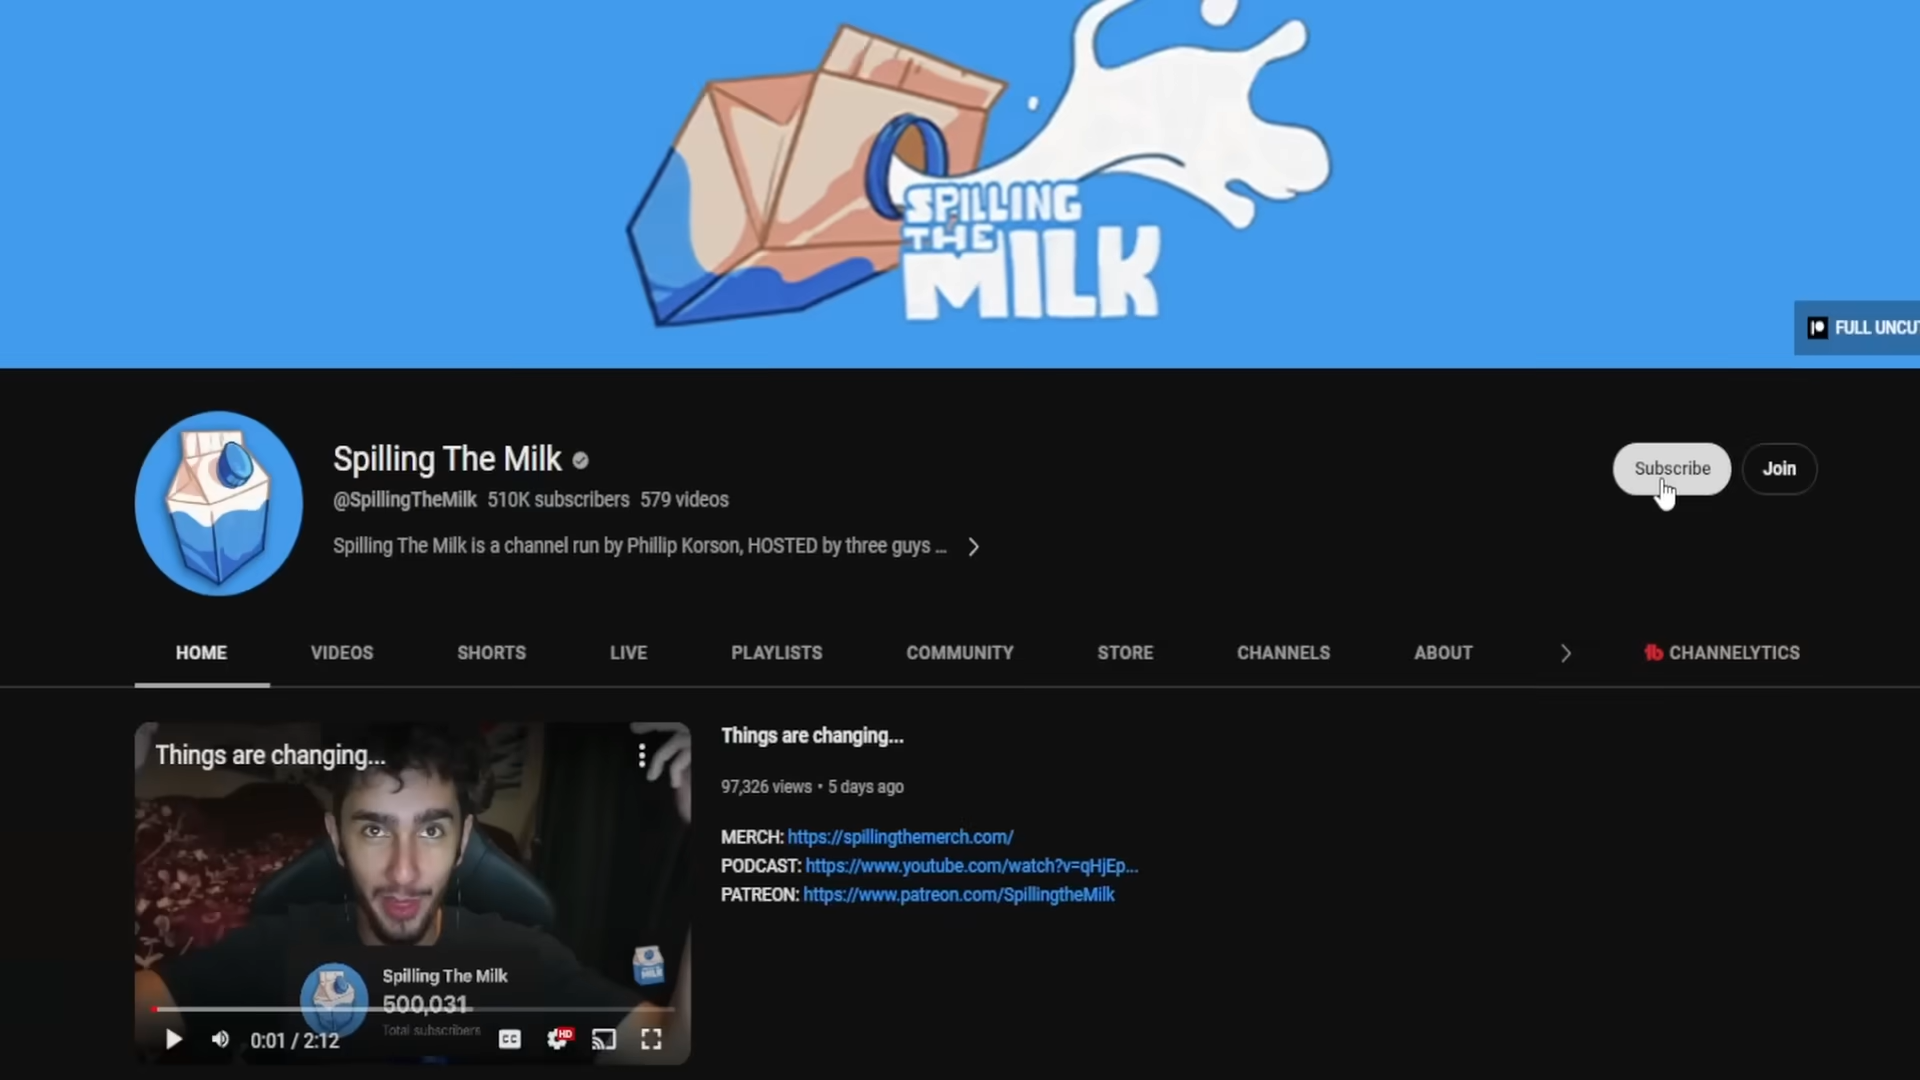 SPILLING
THE
MILK
FULL UNCU
Spilling The Milk
Subscribe
Join
@SpillingTheMilk 510K subscribers 579 videos
Spilling The Milk is a channel run by Phillip Korson, HOSTED by three guys ...
HOME VIDEOS SHORTS LIVE PLAYLISTS COMMUNITY STORE CHANNELS ABOUT CHANNELYTICS
Things are changing...
Things are changing...
97,326 views • 5 days ago
MERCH: https://spillingthemerch.com/
PODCAST: https://www.youtube.com/watch?v=qHjEp...
PATREON: https://www.patreon.com/SpillingtheMilk
MILK
Spilling The Milk
500,031
Total subscribers
0:01 / 2:12
CC
HD